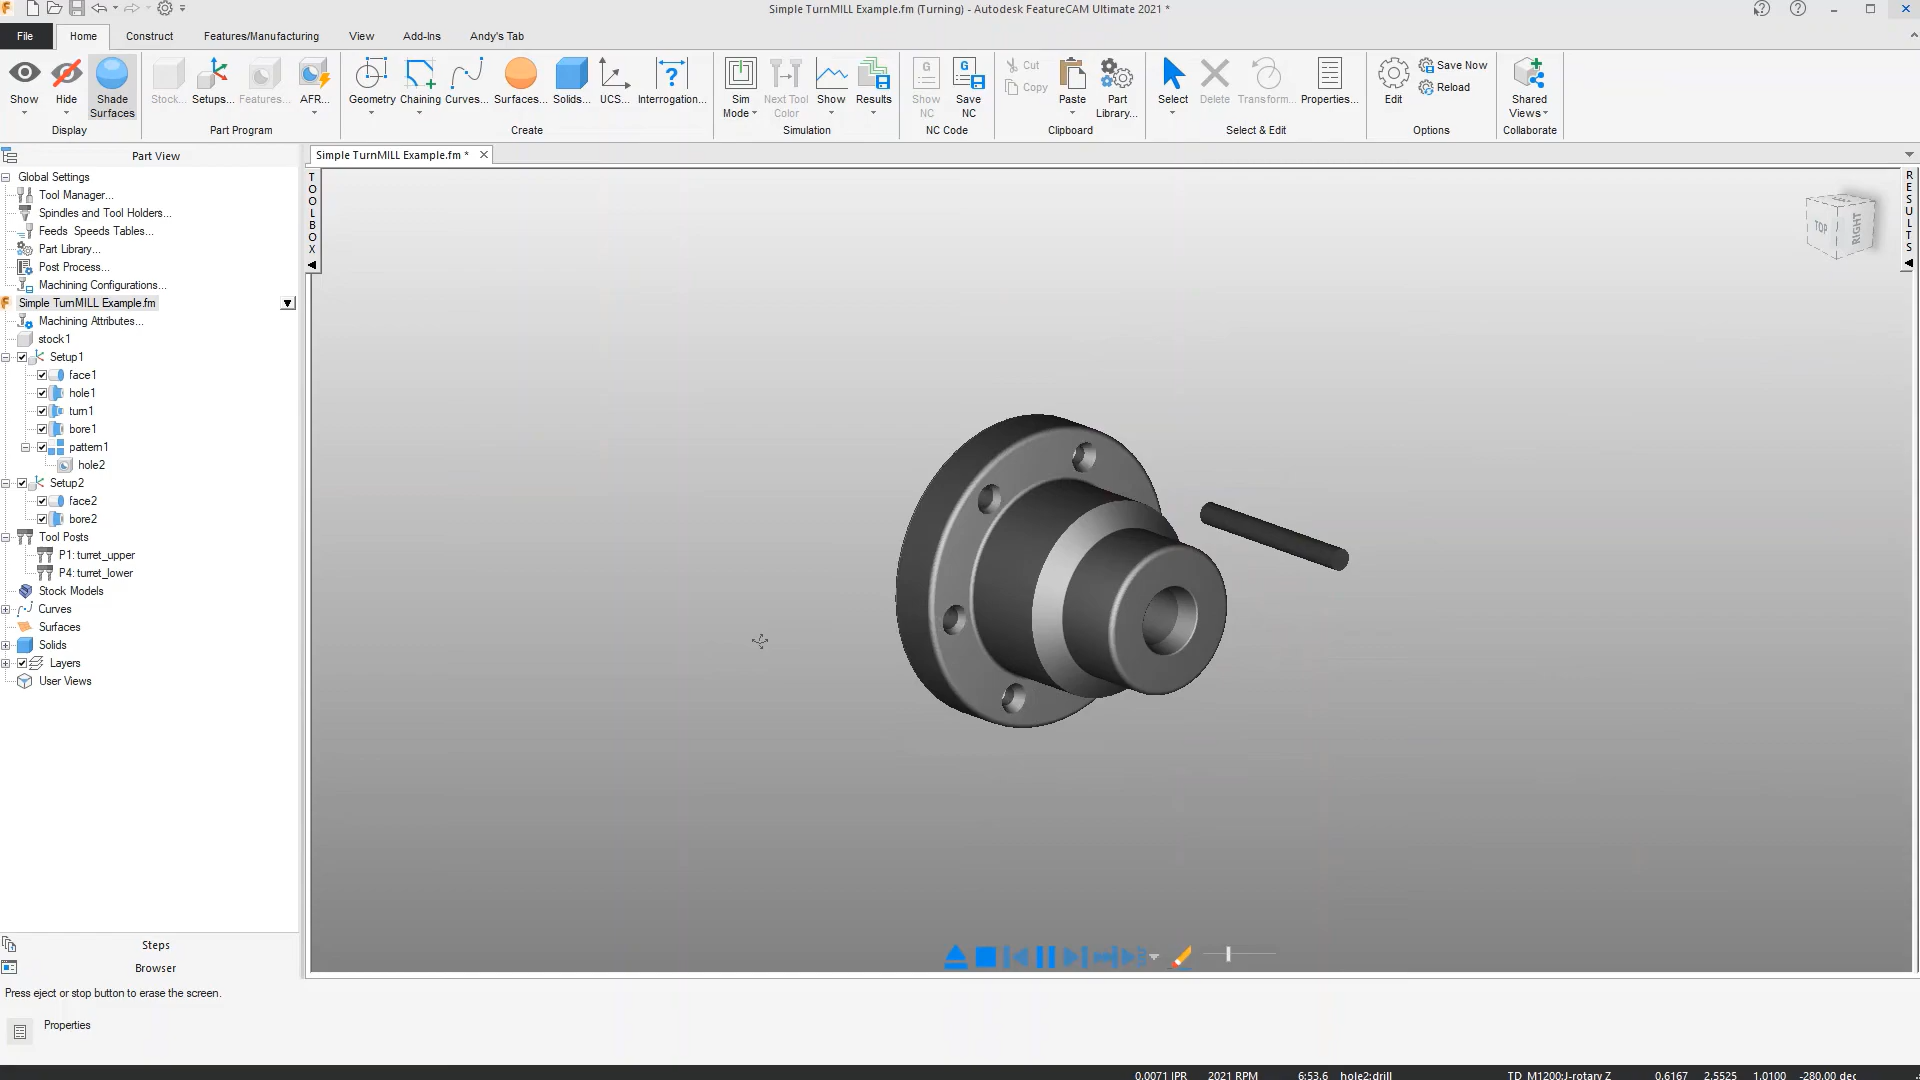 Simple TurnMILL Example.fm (Turning) - Autodesk FeatureCAM Ultimate 2021 *
File
Home
Construct
Features/Manufacturing
View
Add-Ins
Andy's Tab
Show
Hide
Shade
Surfaces
Display
Stock...
Setups...
Features...
AFR...
Part Program
Geometry
Chaining
Curves...
Surfaces...
Solids...
UCS...
Interrogation...
Create
Sim
Mode
Next Tool
Color
Show
Results
Simulation
Show
NC
Save
NC
NC Code
Cut
Copy
Paste
Part
Library...
Clipboard
Select
Delete
Transform...
Properties...
Select & Edit
Edit
Save Now
Reload
Options
Shared
Views
Collaborate
Part View
Simple TurnMILL Example.fm *
Global Settings
Tool Manager...
Spindles and Tool Holders...
Feeds Speeds Tables...
Part Library...
Post Process...
Machining Configurations...
Simple TurnMILL Example.fm
Machining Attributes...
stock1
Setup1
face1
hole1
turn1
bore1
pattern1
hole2
Setup2
face2
bore2
Tool Posts
P1: turret_upper
P4: turret_lower
Stock Models
Curves
Surfaces
Solids
Layers
User Views
TOOLBOX
TOP
RIGHT
RESULTS
Steps
Browser
Press eject or stop button to erase the screen.
Properties
0.0071 IPR 2021 RPM 6:53.6 hole2:drill TD_M1200:J-rotary Z 0.6167 2.5525 1.0100 -280.00 deg